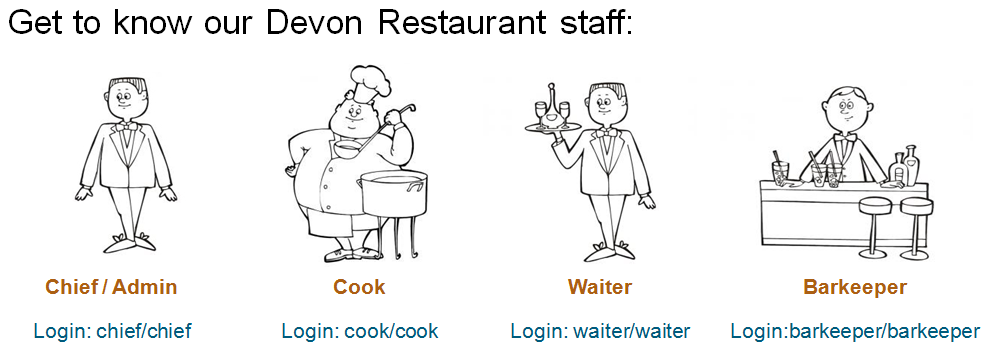 Get to know our Devon Restaurant staff:
Chief / Admin
Cook
Waiter
Barkeeper
Login: chief/chief
Login: cook/cook
Login: waiter/waiter
Login:barkeeper/barkeeper